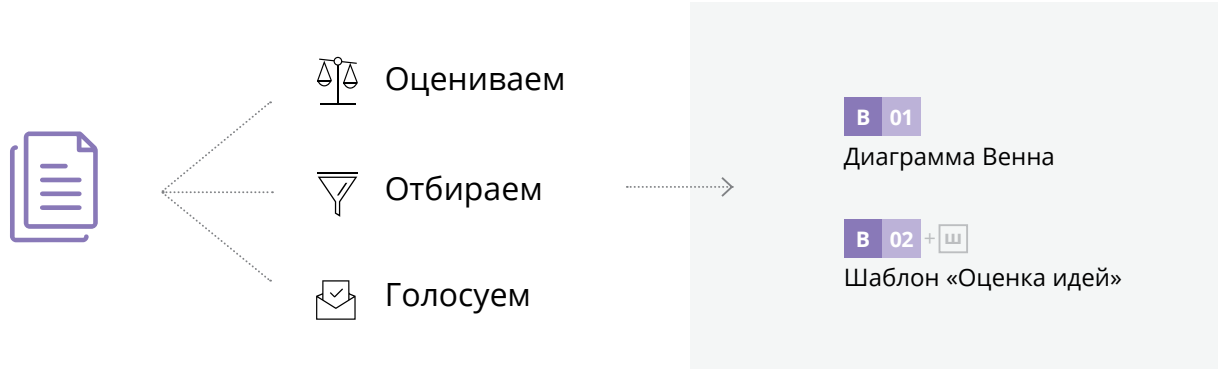 Оцениваем
Отбираем
Голосуем
В 01
Диаграмма Венна
В 02 + ш
Шаблон «Оценка идей»